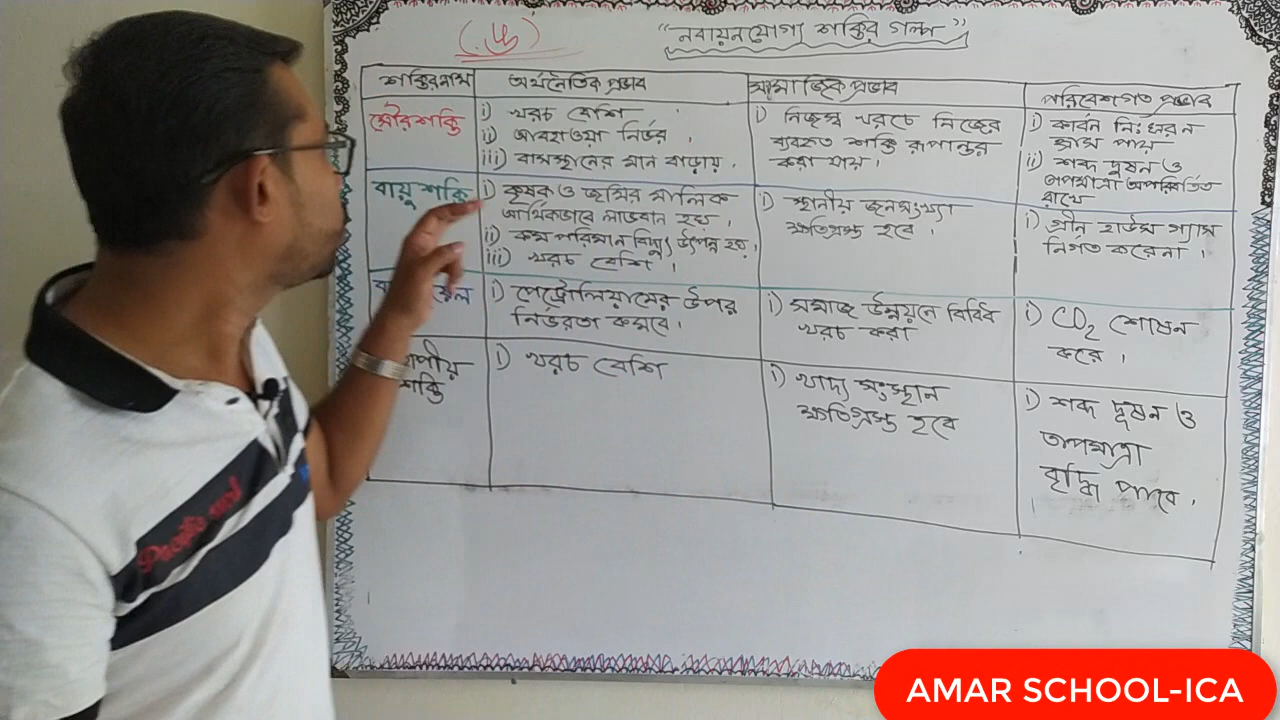 “নবায়নযোগ্য শক্তির গল্প”
শক্তির নাম
অর্থনৈতিক প্রভাব
সামাজিক প্রভাব
পরিবেশগত প্রভাব
সৌরশক্তি
i) খরচ বেশি
ii) আবহাওয়া নির্ভর।
iii) বাসস্থানের মান বাড়ায়।
i) নিজস্ব খরচে নিজের
ব্যবহৃত শক্তি রূপান্তর
করা যায়।
i) কার্বন নিঃসরন
হ্রাস পায়
ii) শব্দ দূষন ও
তাপমাত্রা অপরিবর্তিত
রাখে
বায়ু শক্তি
i) কৃষক ও জমির মালিক
আর্থিকভাবে লাভবান হয়।
ii) কম পরিমান বিদ্যুৎ উৎপন্ন হয়।
iii) খরচ বেশি।
i) স্থানীয় জনসংখ্যা
ক্ষতিগ্রস্ত হবে।
i) গ্রীন হাউস গ্যাস
নির্গত করেনা।
i) পেট্রোলিয়ামের উপর
নির্ভরতা কমবে।
i) সমাজ উন্নয়নে বিবিধ
খরচ করা
i) CO2 শোষন
করে।
শক্তি
i) খরচ বেশি
i) খাদ্য সংস্থান
ক্ষতিগ্রস্ত হবে
i) শব্দ দূষন ও
তাপমাত্রা
বৃদ্ধি পাবে।
AMAR SCHOOL-ICA